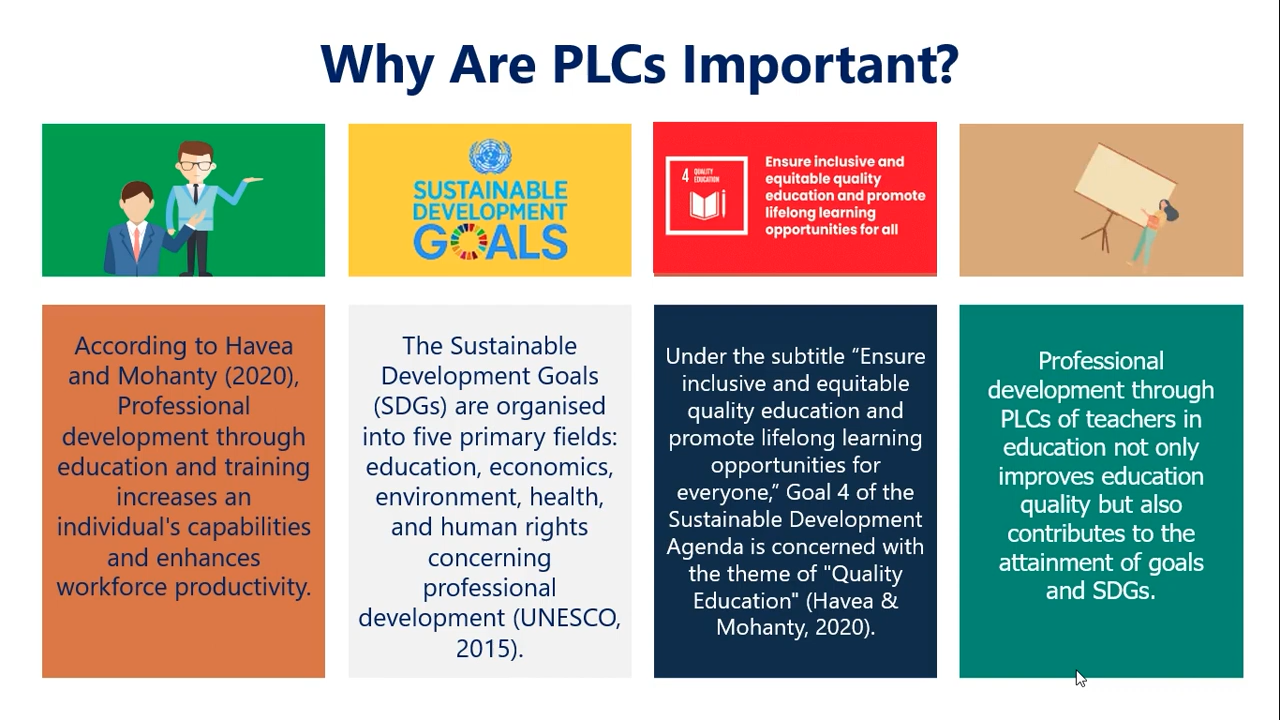 Why Are PLCs Important?
SUSTAINABLE
DEVELOPMENT
GOALS
4 QUALITY
EDUCATION
Ensure inclusive and
equitable quality
education and promote
lifelong learning
opportunities for all
According to Havea
and Mohanty (2020),
Professional
development through
education and training
increases an
individual's capabilities
and enhances
workforce productivity.
The Sustainable
Development Goals
(SDGs) are organised
into five primary fields:
education, economics,
environment, health,
and human rights
concerning
professional
development (UNESCO,
2015).
Under the subtitle “Ensure
inclusive and equitable
quality education and
promote lifelong learning
opportunities for
everyone,” Goal 4 of the
Sustainable Development
Agenda is concerned with
the theme of "Quality
Education" (Havea &
Mohanty, 2020).
Professional
development through
PLCs of teachers in
education not only
improves education
quality but also
contributes to the
attainment of goals
and SDGs.